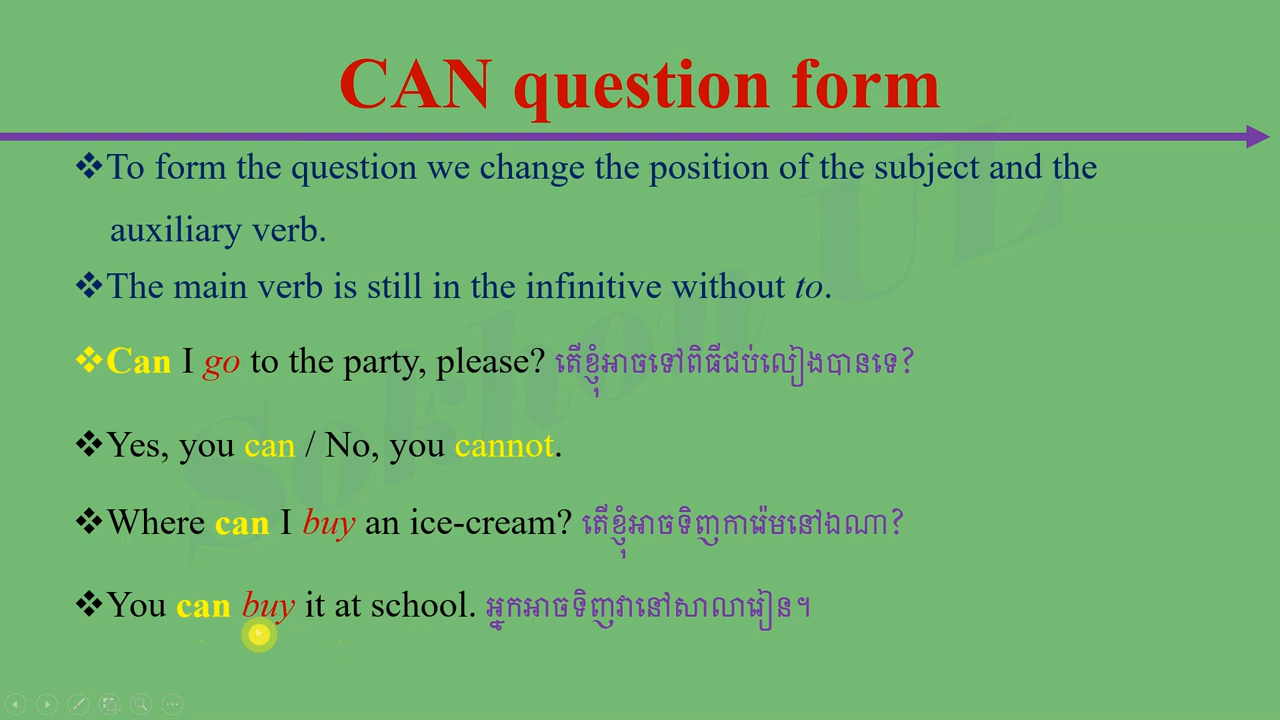 CAN question form
❖To form the question we change the position of the subject and the
auxiliary verb.
❖The main verb is still in the infinitive without to.
❖Can I go to the party, please? តើខ្ញុំអាចទៅពិធីជប់លៀងបានទេ?
❖Yes, you can / No, you cannot.
❖Where can I buy an ice-cream? តើខ្ញុំអាចទិញការ៉េមនៅឯណា?
❖You can buy it at school. អ្នកអាចទិញវានៅសាលារៀន។
Sokhon UL